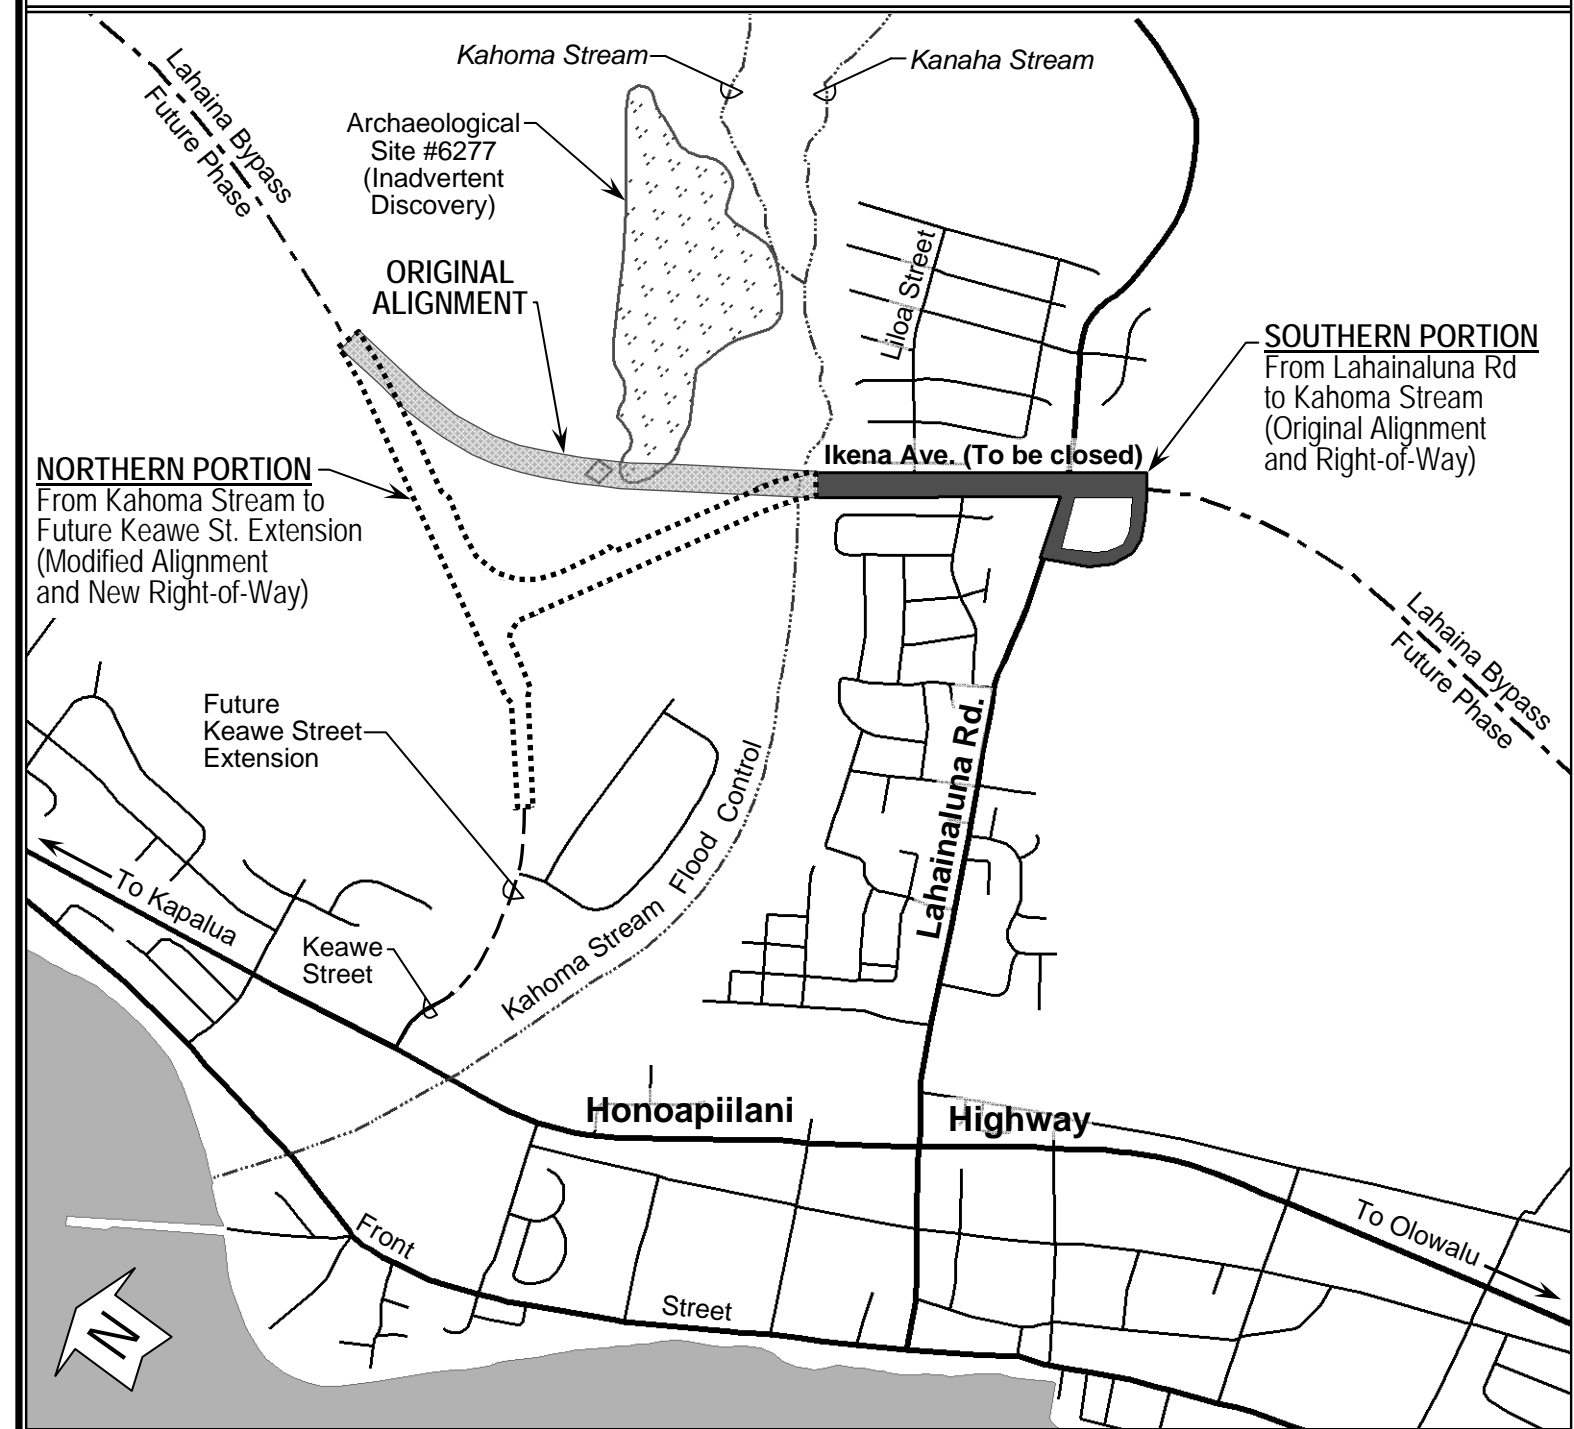 Kahoma Stream
Kanaha Stream
Lahaina Bypass
Future Phase
Archaeological
Site #6277
(Inadvertent
Discovery)
ORIGINAL
ALIGNMENT
Liloa Street
SOUTHERN PORTION
From Lahainaluna Rd
to Kahoma Stream
(Original Alignment
and Right-of-Way)
Ikena Ave. (To be closed)
NORTHERN PORTION
From Kahoma Stream to
Future Keawe St. Extension
(Modified Alignment
and New Right-of-Way)
Lahaina Bypass
Future Phase
Future
Keawe Street
Extension
Lahainaluna Rd.
Kahoma Stream Flood Control
To Kapalua
Keawe
Street
Honoapiilani Highway
To Olowalu
Front Street
N